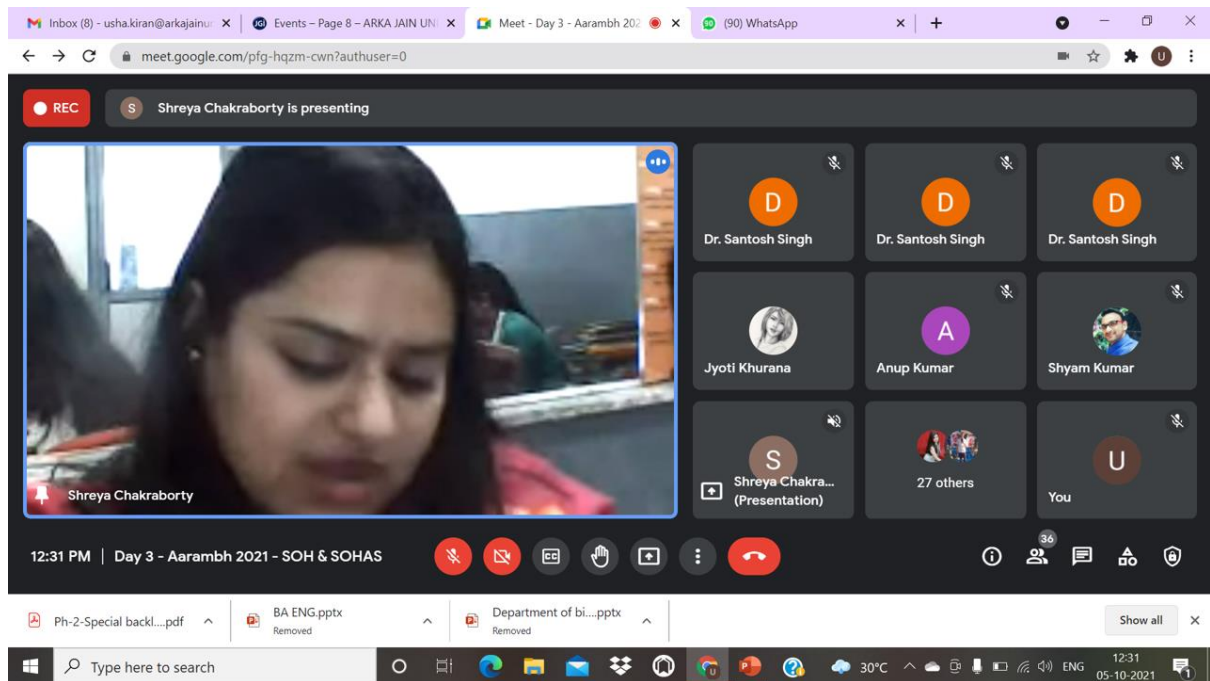 Inbox (8) - usha.kiran@arkajainun
Events – Page 8 – ARKA JAIN UNI
Meet - Day 3 - Aarambh 202
(90) WhatsApp
meet.google.com/pfg-hqzm-cwn?authuser=0
U
REC
S
Shreya Chakraborty is presenting
Shreya Chakraborty
D
Dr. Santosh Singh
D
Dr. Santosh Singh
D
Dr. Santosh Singh
Jyoti Khurana
A
Anup Kumar
Shyam Kumar
S
Shreya Chakra...
(Presentation)
27 others
U
You
12:31 PM | Day 3 - Aarambh 2021 - SOH & SOHAS
CC
36
Ph-2-Special backl....pdf
BA ENG.pptx
Removed
Department of bi....pptx
Removed
Show all
Type here to search
30°C
ENG
12:31
05-10-2021